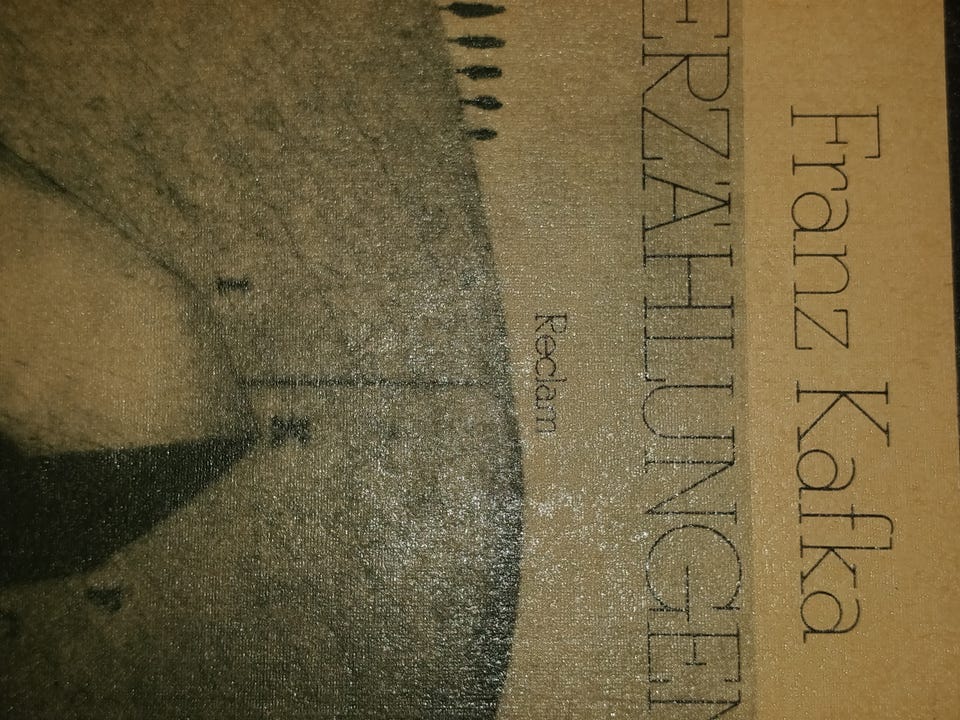 Franz Kafka
ERZÄHLUNGEN
Reclam